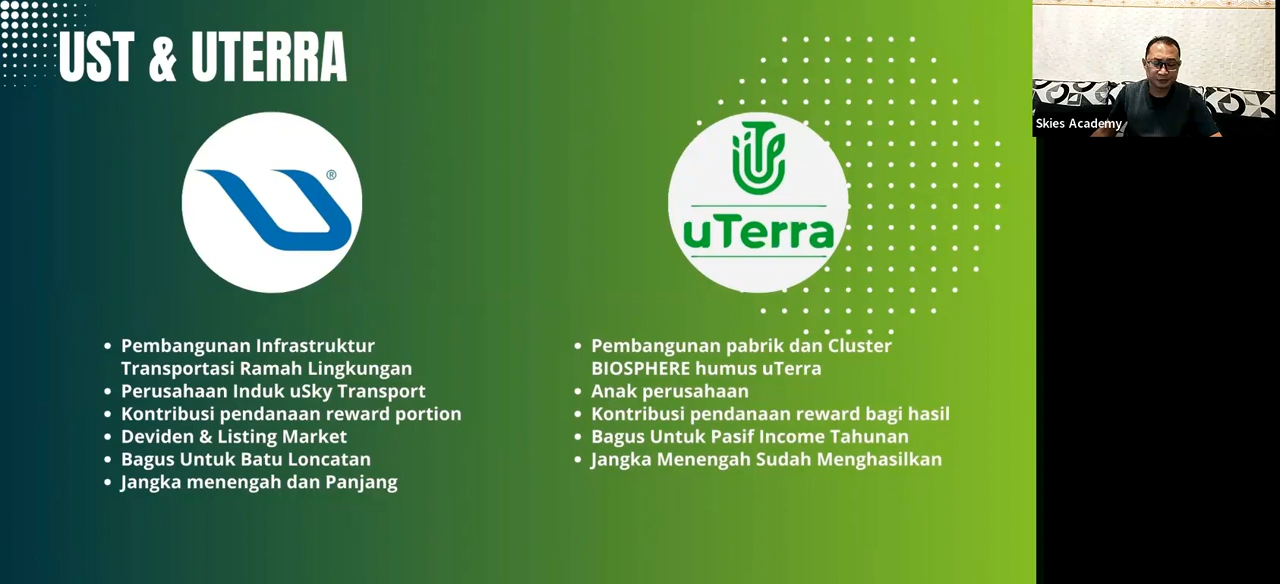 UST & UTERRA
®
uTerra
Skies Academy
Pembangunan Infrastruktur
Transportasi Ramah Lingkungan
Perusahaan Induk uSky Transport
Kontribusi pendanaan reward portion
Deviden & Listing Market
Bagus Untuk Batu Loncatan
Jangka menengah dan Panjang
Pembangunan pabrik dan Cluster
BIOSPHERE humus uTerra
Anak perusahaan
Kontribusi pendanaan reward bagi hasil
Bagus Untuk Pasif Income Tahunan
Jangka Menengah Sudah Menghasilkan